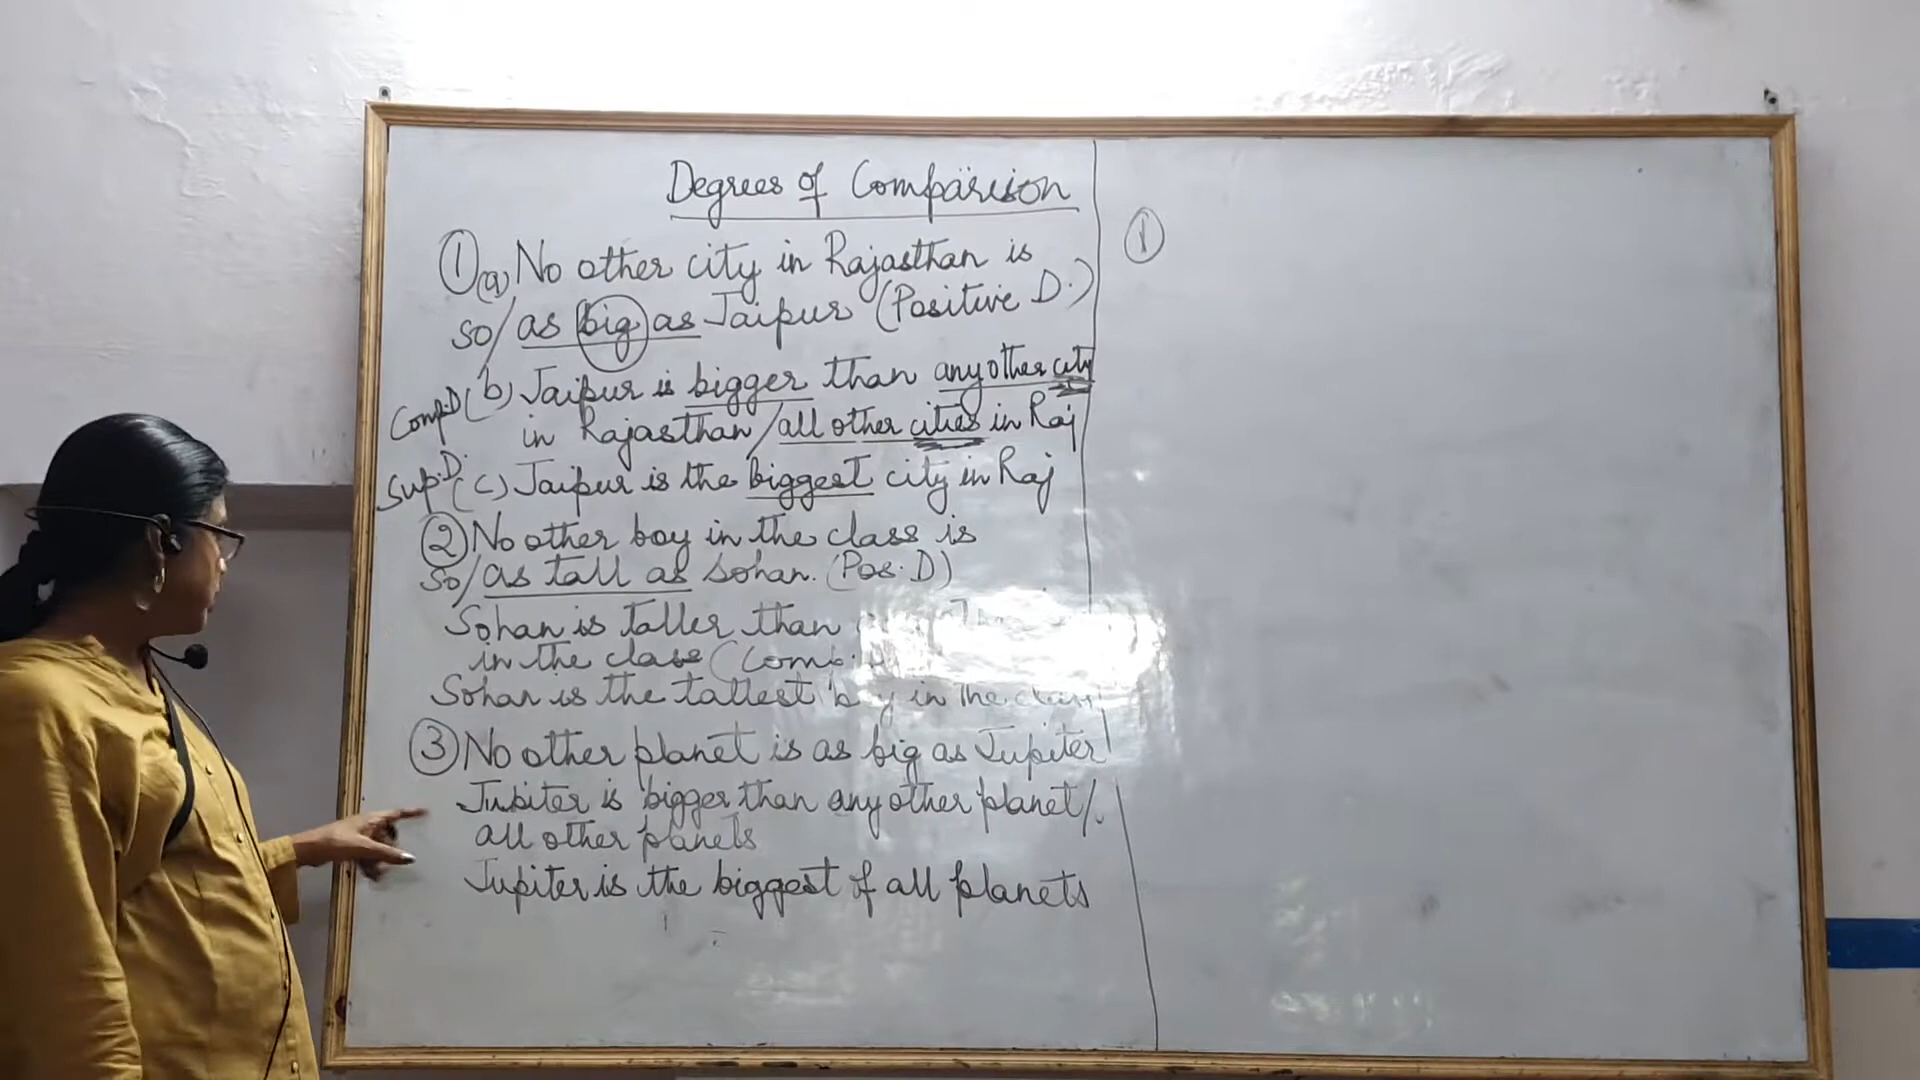 Degrees of Comparison
① (a) No other city in Rajasthan is
so/as big as Jaipur (Positive D.)
Comp.D (b) Jaipur is bigger than any other city
in Rajasthan/all other cities in Raj
Sup.D. (c) Jaipur is the biggest city in Raj
② No other boy in the class is
so/as tall as Sohan. (Pos.D)
Sohan is taller than
in the class (Comp.
Sohan is the tallest boy in the class
③ No other planet is as big as Jupiter
Jupiter is bigger than any other planet/
all other planets
Jupiter is the biggest of all planets
①